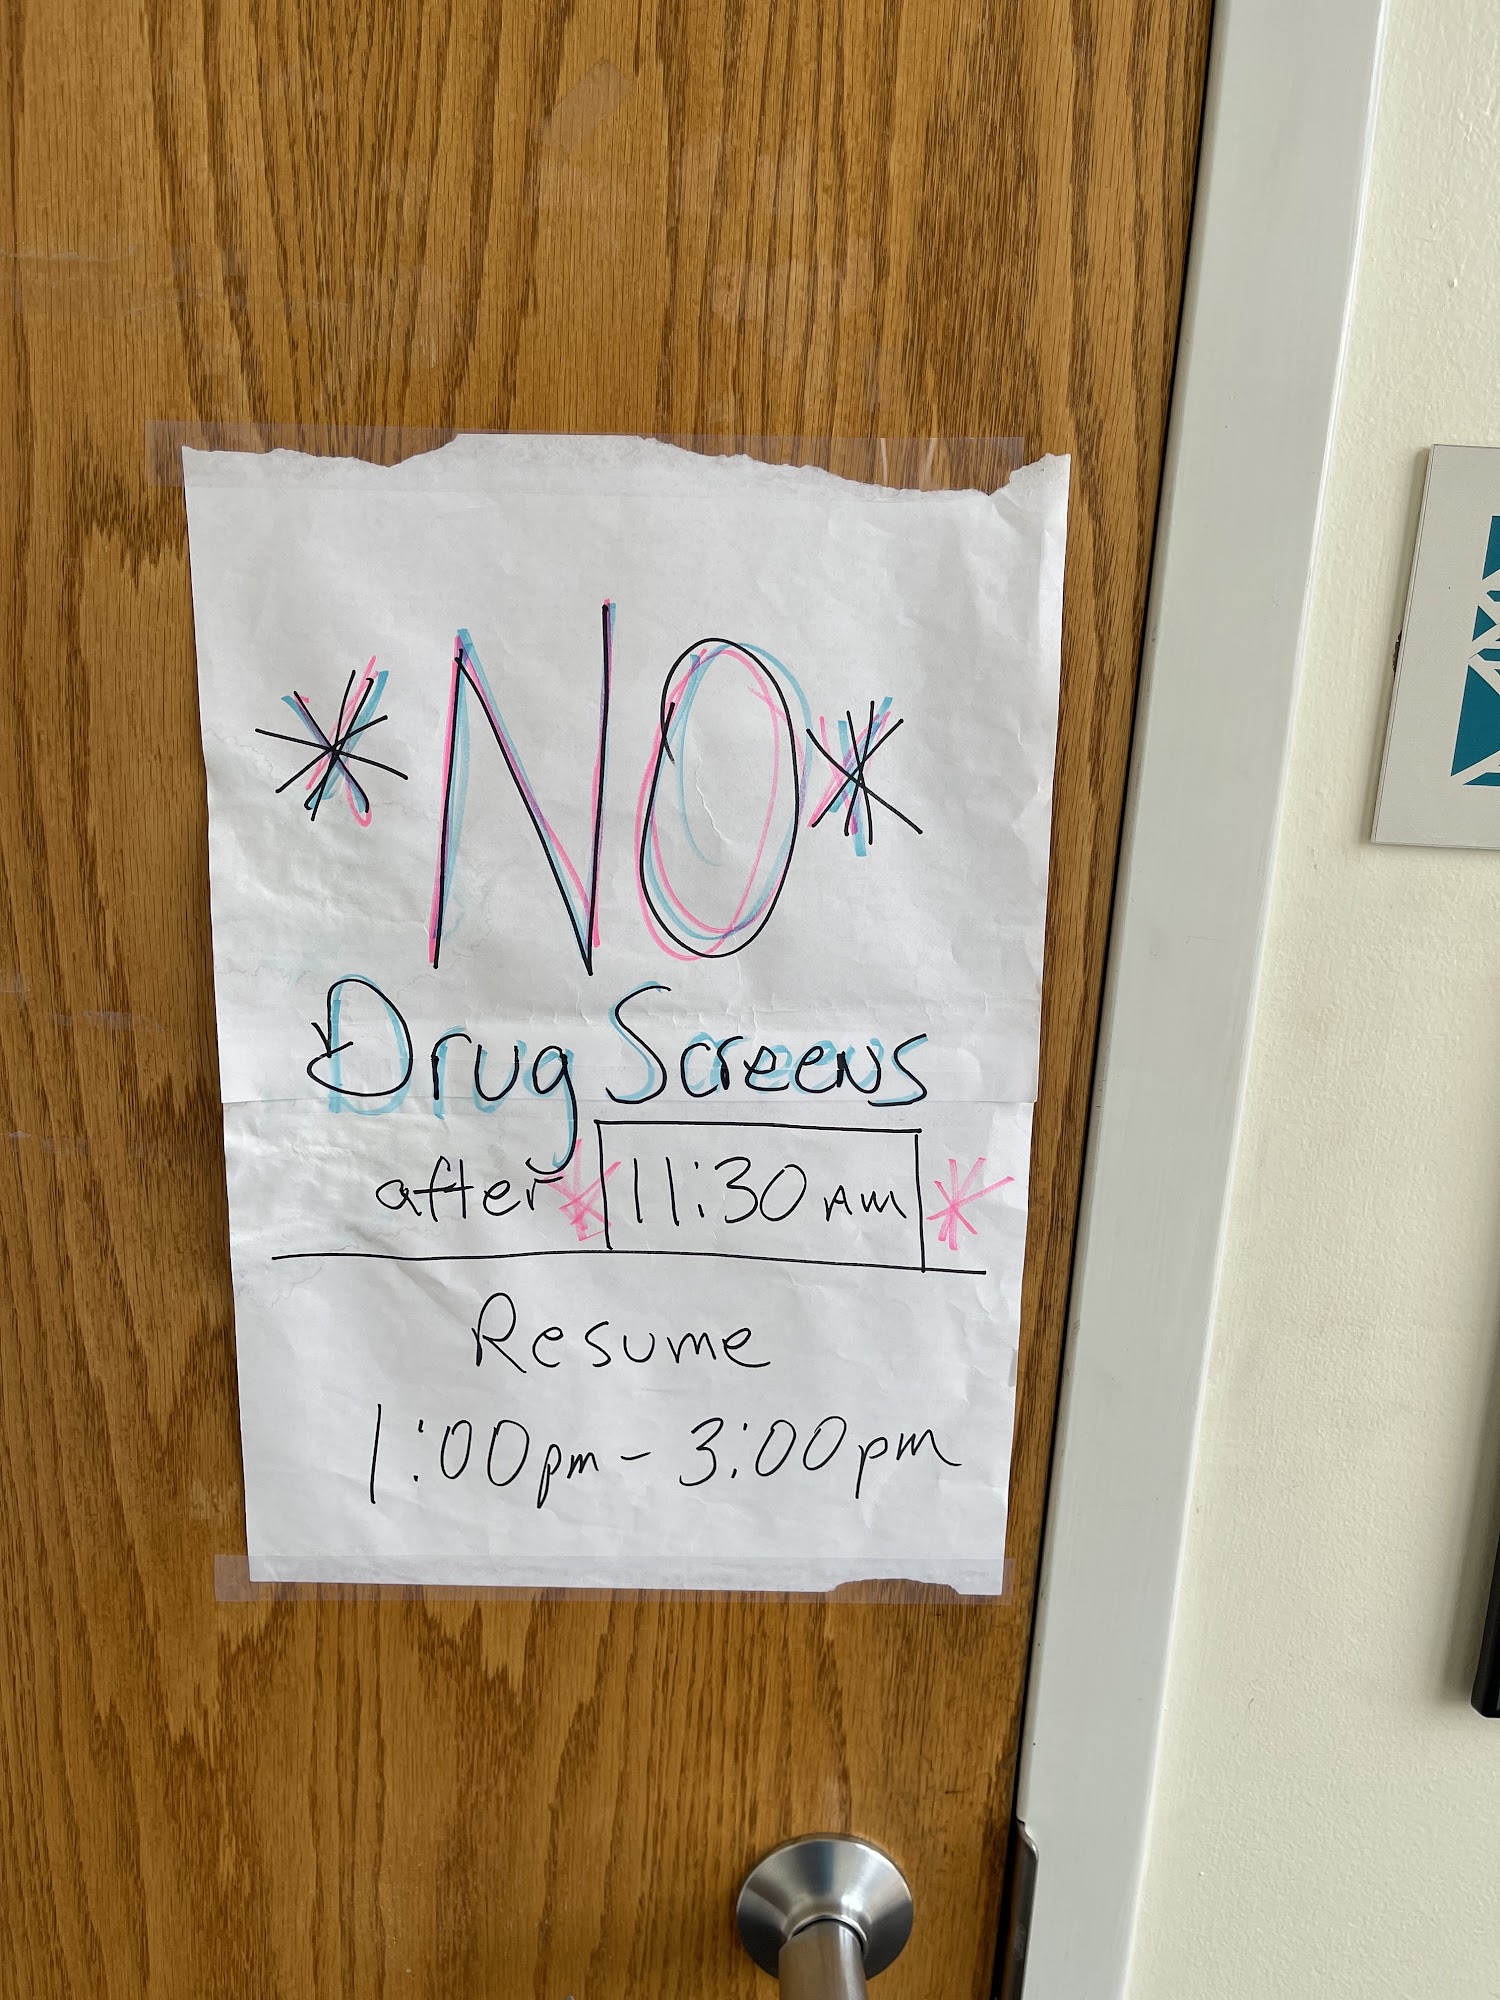 *NO*
Drug Screens
after *11:30 AM*
Resume
1:00pm - 3:00pm